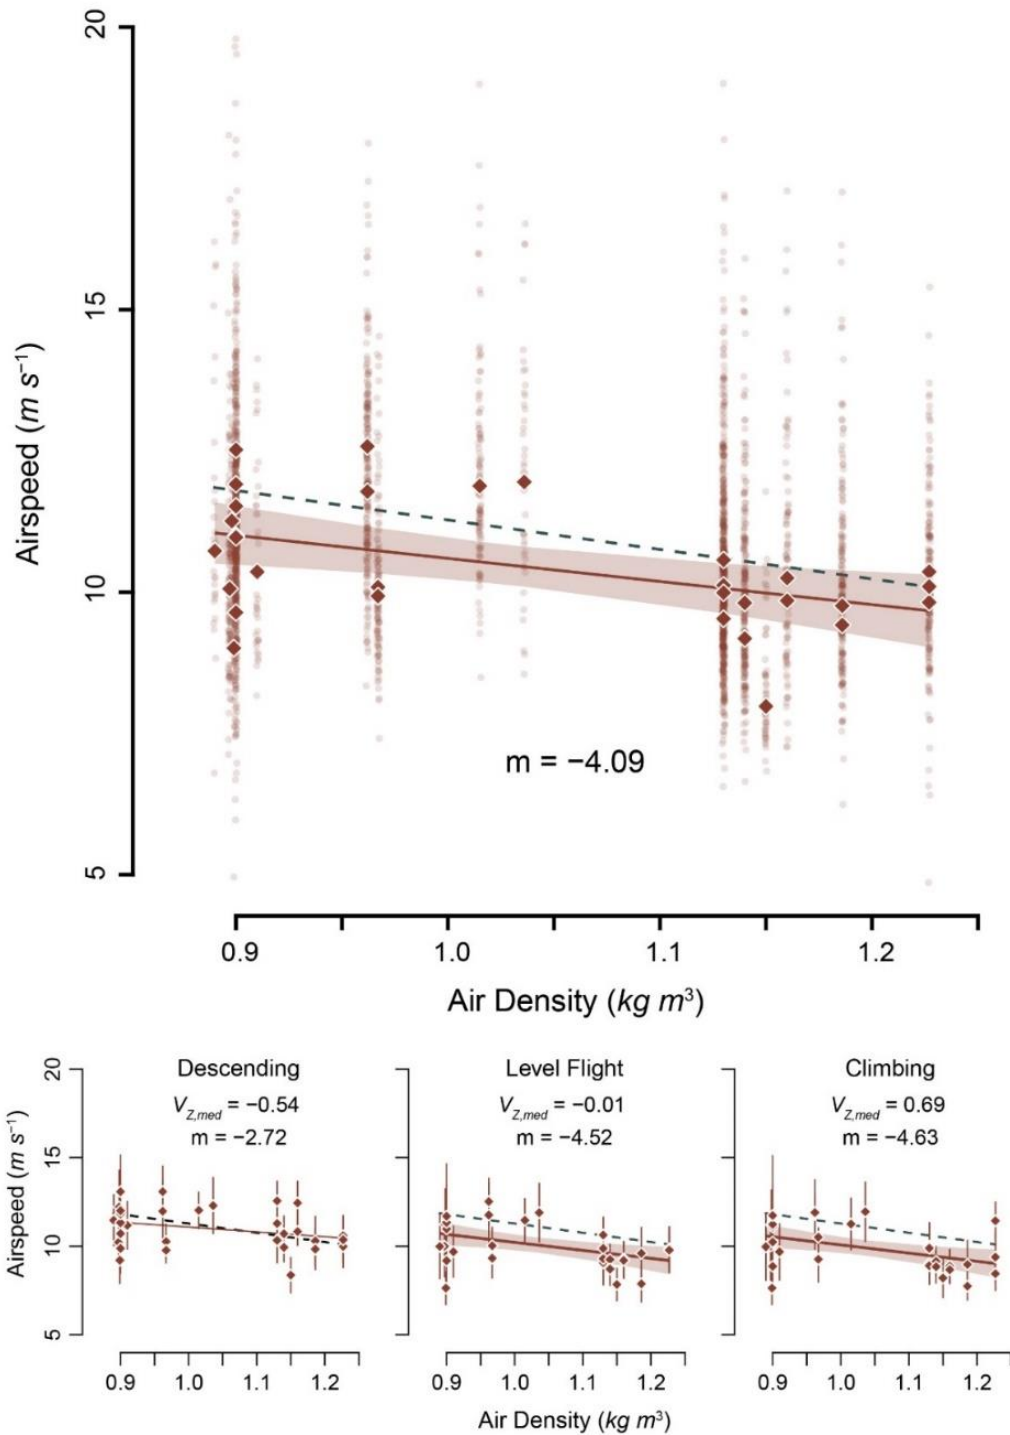 20
15
10
5
Airspeed (m s⁻¹)
m = −4.09
0.9 1.0 1.1 1.2
Air Density (kg m³)
20
15
10
5
Airspeed (m s⁻¹)
Descending
V_Z,med = −0.54
m = −2.72
0.9 1.0 1.1 1.2
Level Flight
V_Z,med = −0.01
m = −4.52
0.9 1.0 1.1 1.2
Climbing
V_Z,med = 0.69
m = −4.63
0.9 1.0 1.1 1.2
Air Density (kg m³)